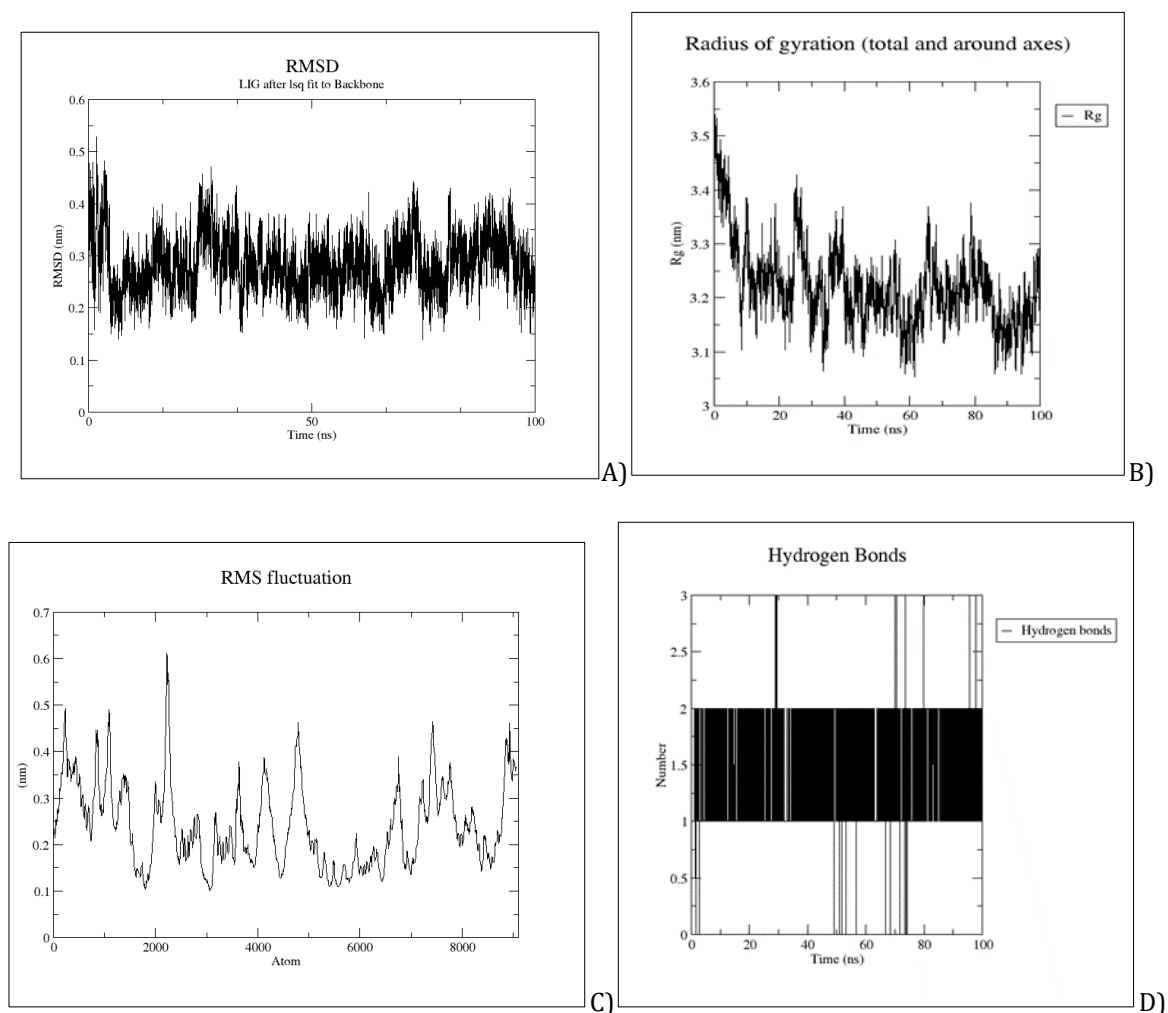 RMSD
LIG after lsq fit to Backbone
0.6
0.5
0.4
0.3
0.2
0.1
0
RMSD (nm)
0 50 100
Time (ns)
A)
Radius of gyration (total and around axes)
3.6
3.5
3.4
3.3
3.2
3.1
3
Rg (nm)
Rg
0 20 40 60 80 100
Time (ns)
B)
RMS fluctuation
0.7
0.6
0.5
0.4
0.3
0.2
0.1
0
(nm)
0 2000 4000 6000 8000
Atom
C)
Hydrogen Bonds
3
2.5
2
1.5
1
0.5
0
Number
Hydrogen bonds
0 20 40 60 80 100
Time (ns)
D)